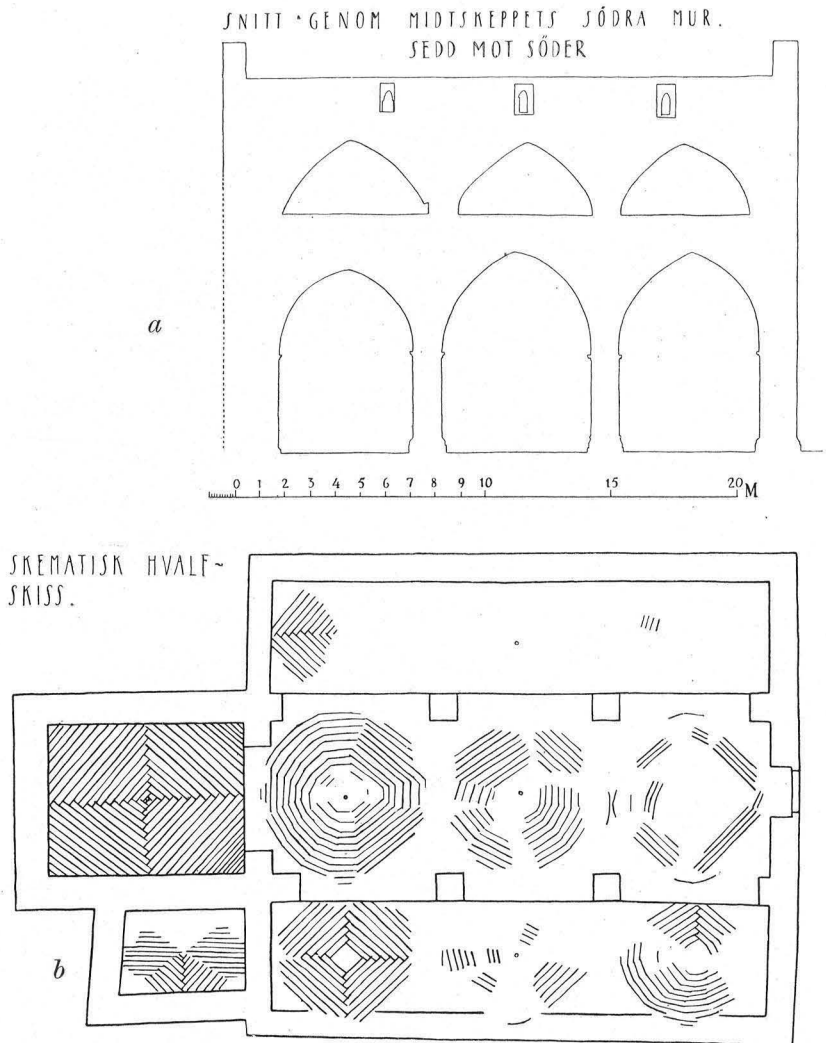 SNITT GENOM MIDTSKEPPETS SÖDRA MUR.
SEDD MOT SÖDER
a
0 1 2 3 4 5 6 7 8 9 10 15 20 M
SKEMATISK HVALF~
SKISS.
b